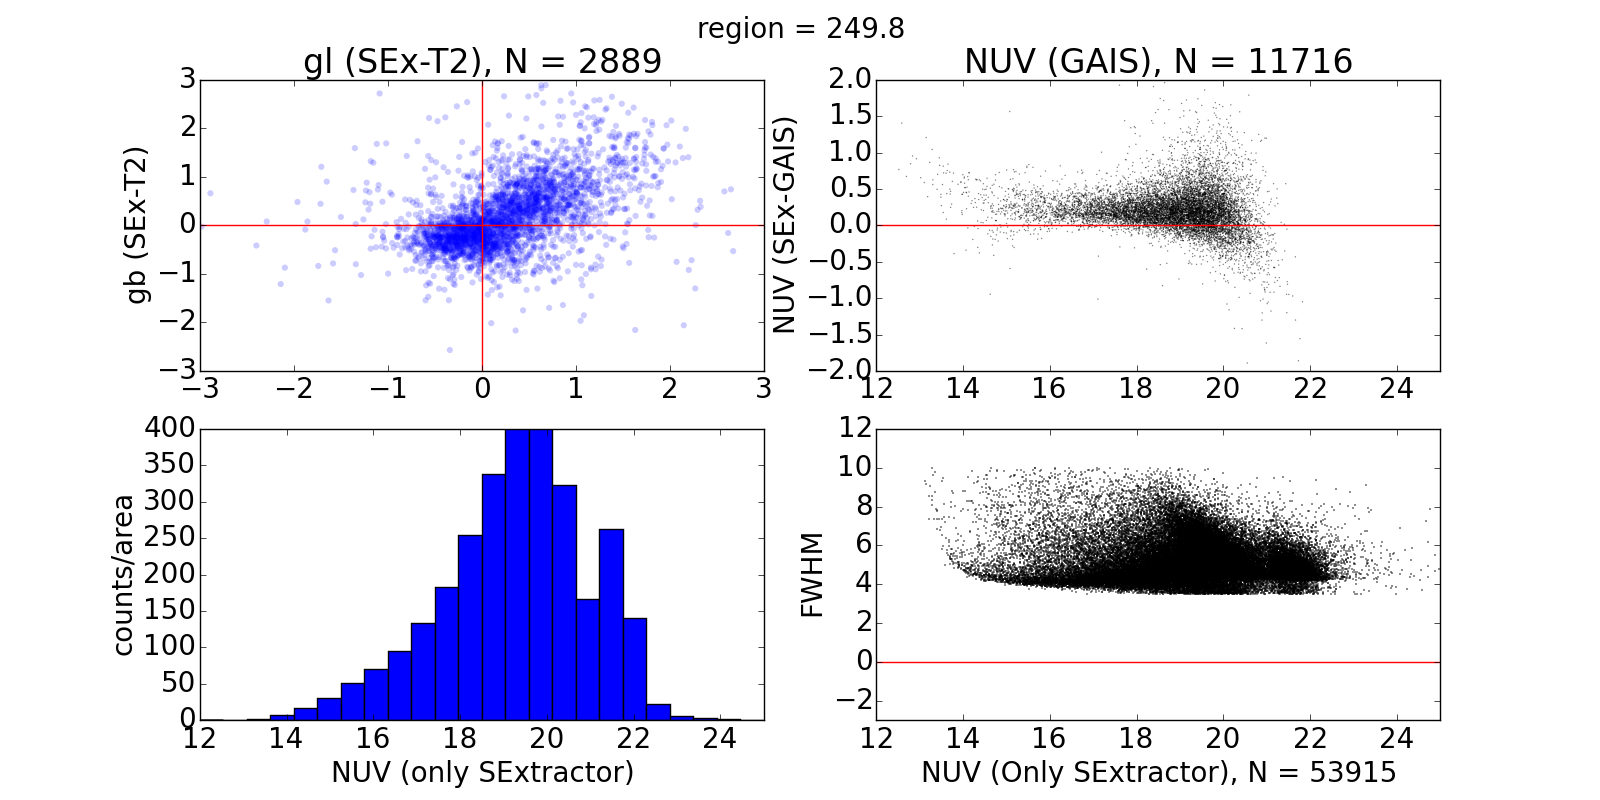 region = 249.8
gl (SEx-T2), N = 2889
3
2
1
0
−1
−2
−3
gb (SEx-T2)
−3 −2 −1 0 1 2 3
NUV (GAIS), N = 11716
2.0
1.5
1.0
0.5
0.0
−0.5
−1.0
−1.5
−2.0
NUV (SEx-GAIS)
12 14 16 18 20 22 24
400
350
300
250
200
150
100
50
0
counts/area
12 14 16 18 20 22 24
NUV (only SExtractor)
12
10
8
6
4
2
0
−2
FWHM
12 14 16 18 20 22 24
NUV (Only SExtractor), N = 53915